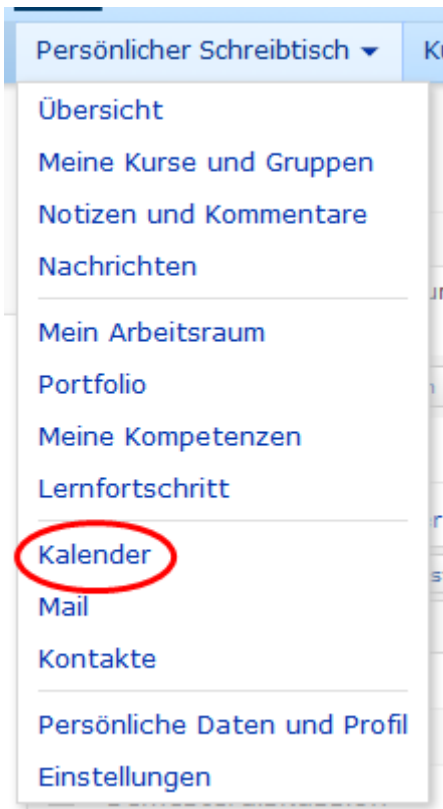 Persönlicher Schreibtisch
Übersicht
Meine Kurse und Gruppen
Notizen und Kommentare
Nachrichten
Mein Arbeitsraum
Portfolio
Meine Kompetenzen
Lernfortschritt
Kalender
Mail
Kontakte
Persönliche Daten und Profil
Einstellungen